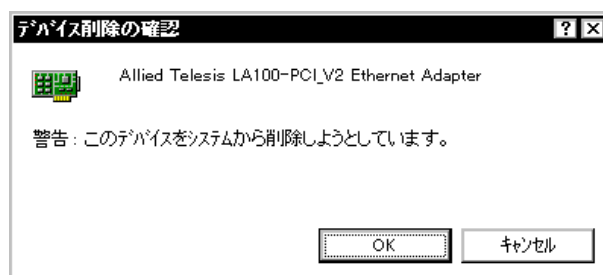 ﾃﾞﾊﾞｲｽ削除の確認
Allied Telesis LA100-PCI_V2 Ethernet Adapter
警告 : このﾃﾞﾊﾞｲｽをｼｽﾃﾑから削除しようとしています。
OK
ｷｬﾝｾﾙ